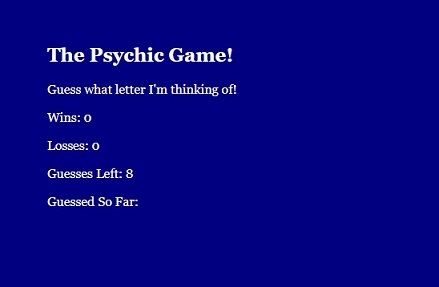 The Psychic Game!
Guess what letter I'm thinking of!
Wins: 0
Losses: 0
Guesses Left: 8
Guessed So Far: